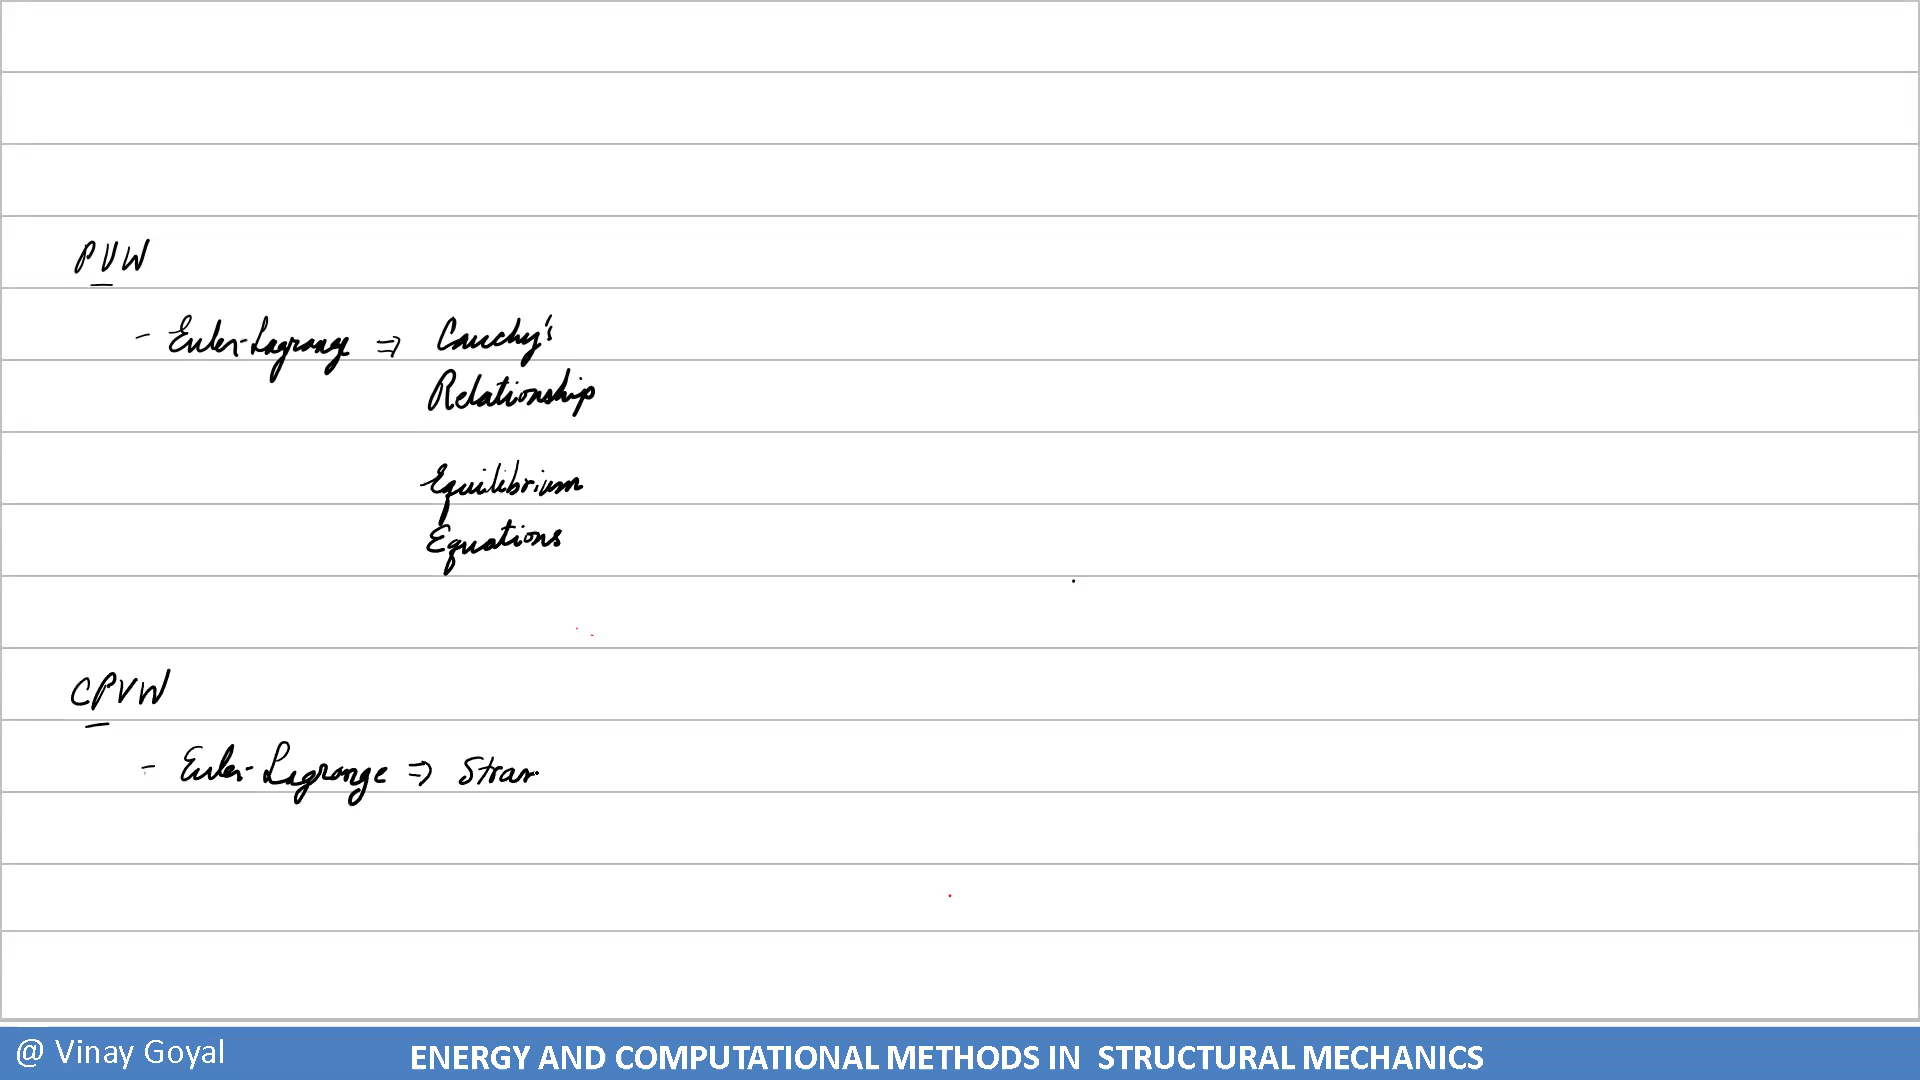 PVW
- Euler-Lagrange ⇒ Cauchy's
Relationship
Equilibrium
Equations
CPVW
- Euler-Lagrange ⇒ Stran
@ Vinay Goyal
ENERGY AND COMPUTATIONAL METHODS IN STRUCTURAL MECHANICS